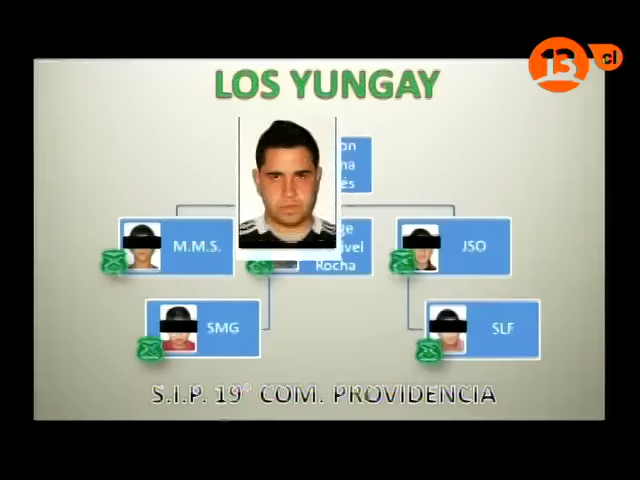 13 cl
LOS YUNGAY
M.M.S.
Rocha
JSO
SMG
SLF
S.I.P. 19° COM. PROVIDENCIA